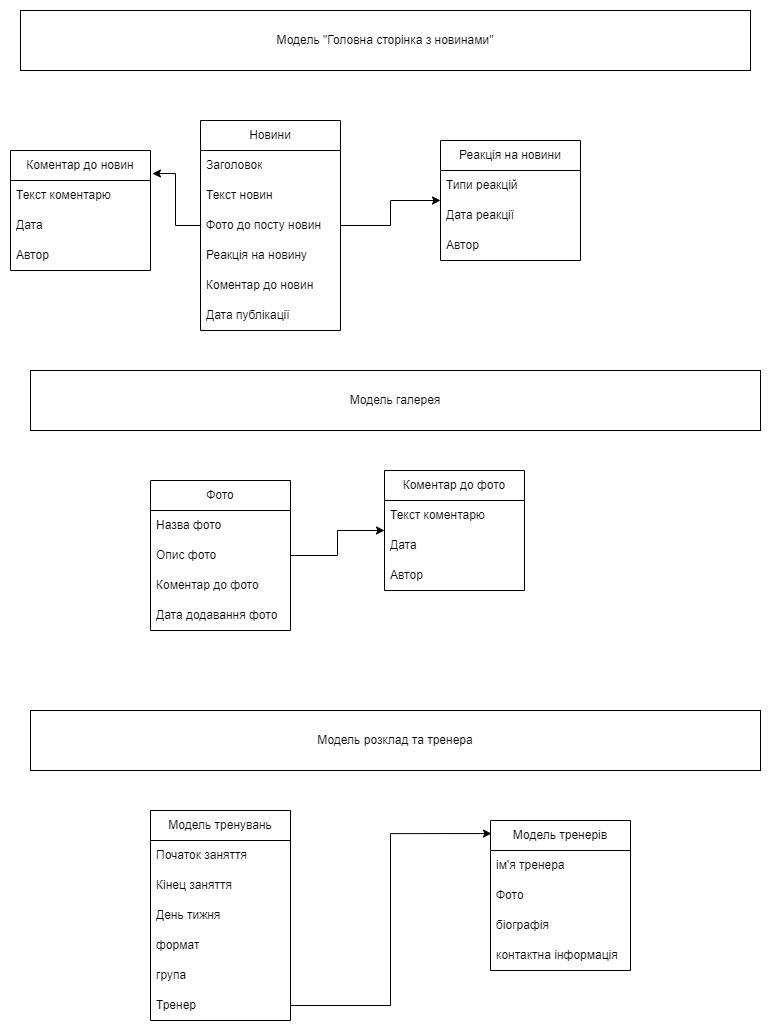 Модель "Головна сторінка з новинами"
Новини
Заголовок
Текст новин
Фото до посту новин
Реакція на новину
Коментар до новин
Дата публікації
Коментар до новин
Текст коментарю
Дата
Автор
Реакція на новини
Типи реакцій
Дата реакції
Автор
Модель галерея
Фото
Назва фото
Опис фото
Коментар до фото
Дата додавання фото
Коментар до фото
Текст коментарю
Дата
Автор
Модель розклад та тренера
Модель тренувань
Початок заняття
Кінец заняття
День тижня
формат
група
Тренер
Модель тренерів
ім'я тренера
Фото
біографія
контактна інформація